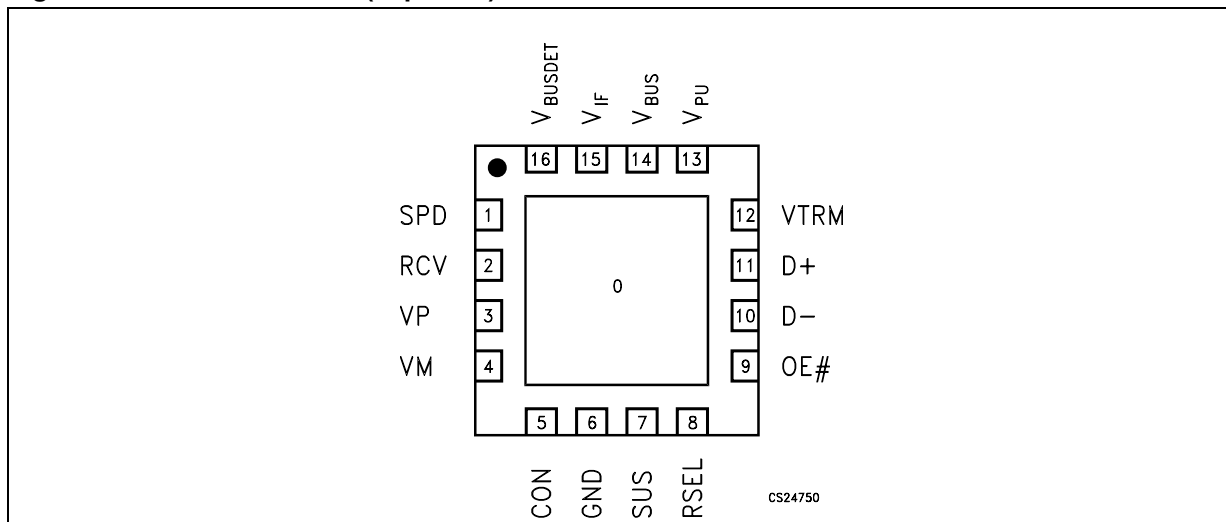 V_BUSDET V_IF V_BUS V_PU
16 15 14 13
SPD 1 12 VTRM
RCV 2 11 D+
0
VP 3 10 D-
VM 4 9 OE#
5 6 7 8
CON GND SUS RSEL
CS24750